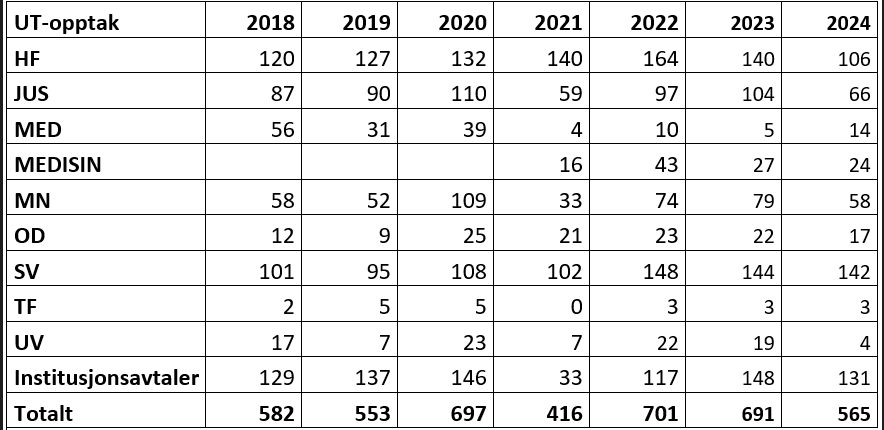 UT-opptak 2018 2019 2020 2021 2022 2023 2024
HF 120 127 132 140 164 140 106
JUS 87 90 110 59 97 104 66
MED 56 31 39 4 10 5 14
MEDISIN 16 43 27 24
MN 58 52 109 33 74 79 58
OD 12 9 25 21 23 22 17
SV 101 95 108 102 148 144 142
TF 2 5 5 0 3 3 3
UV 17 7 23 7 22 19 4
Institusjonsavtaler 129 137 146 33 117 148 131
Totalt 582 553 697 416 701 691 565